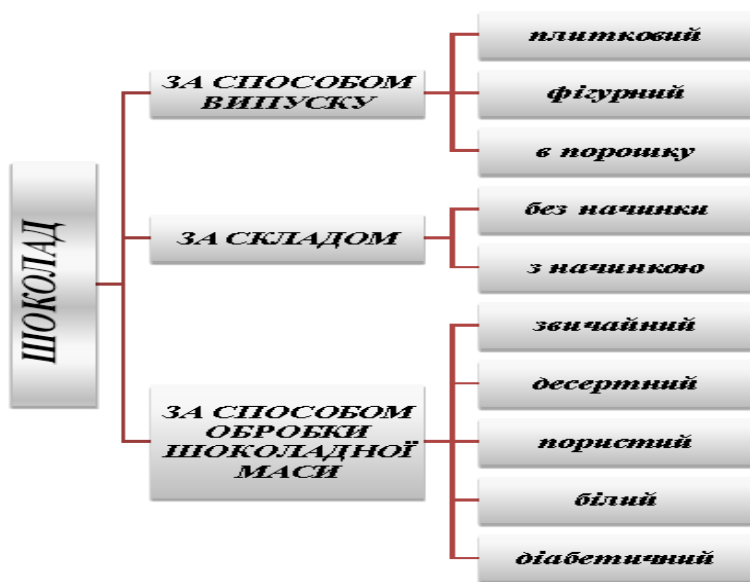 ШОКОЛАД
ЗА СПОСОБОМ
ВИПУСКУ
плитковий
фігурний
в порошку
ЗА СКЛАДОМ
без начинки
з начинкою
ЗА СПОСОБОМ
ОБРОБКИ
ШОКОЛАДНОЇ
МАСИ
звичайний
десертний
пористий
білий
діабетичний